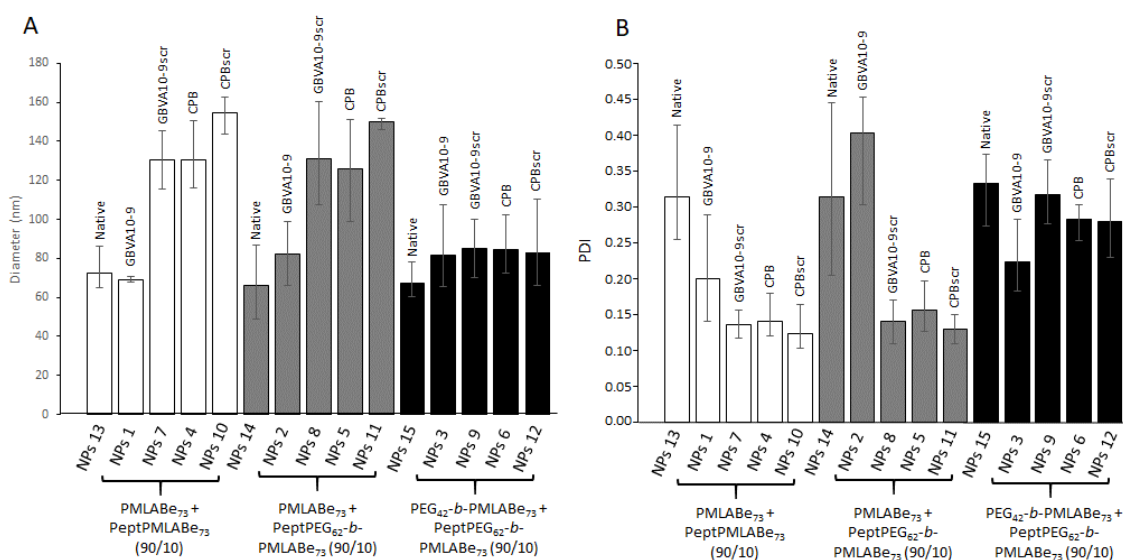 A
Diameter (nm)
180
160
140
120
100
80
60
40
20
0
Native
GBVA10-9
GBVA10-9scr
CPB
CPBscr
Native
GBVA10-9
GBVA10-9scr
CPB
CPBscr
Native
GBVA10-9
GBVA10-9scr
CPB
CPBscr
NPs 13
NPs 1
NPs 7
NPs 4
NPs 10
NPs 14
NPs 2
NPs 8
NPs 5
NPs 11
NPs 15
NPs 3
NPs 9
NPs 6
NPs 12
PMLABe₇₃ +
PeptPMLABe₇₃
(90/10)
PMLABe₇₃ +
PeptPEG₆₂-b-
PMLABe₇₃ (90/10)
PEG₄₂-b-PMLABe₇₃ +
PeptPEG₆₂-b-
PMLABe₇₃ (90/10)
B
PDI
0.50
0.45
0.40
0.35
0.30
0.25
0.20
0.15
0.10
0.05
0.00
Native
GBVA10-9
GBVA10-9scr
CPB
CPBscr
Native
GBVA10-9
GBVA10-9scr
CPB
CPBscr
Native
GBVA10-9
GBVA10-9scr
CPB
CPBscr
NPs 13
NPs 1
NPs 7
NPs 4
NPs 10
NPs 14
NPs 2
NPs 8
NPs 5
NPs 11
NPs 15
NPs 3
NPs 9
NPs 6
NPs 12
PMLABe₇₃ +
PeptPMLABe₇₃
(90/10)
PMLABe₇₃ +
PeptPEG₆₂-b-
PMLABe₇₃ (90/10)
PEG₄₂-b-PMLABe₇₃ +
PeptPEG₆₂-b-
PMLABe₇₃ (90/10)